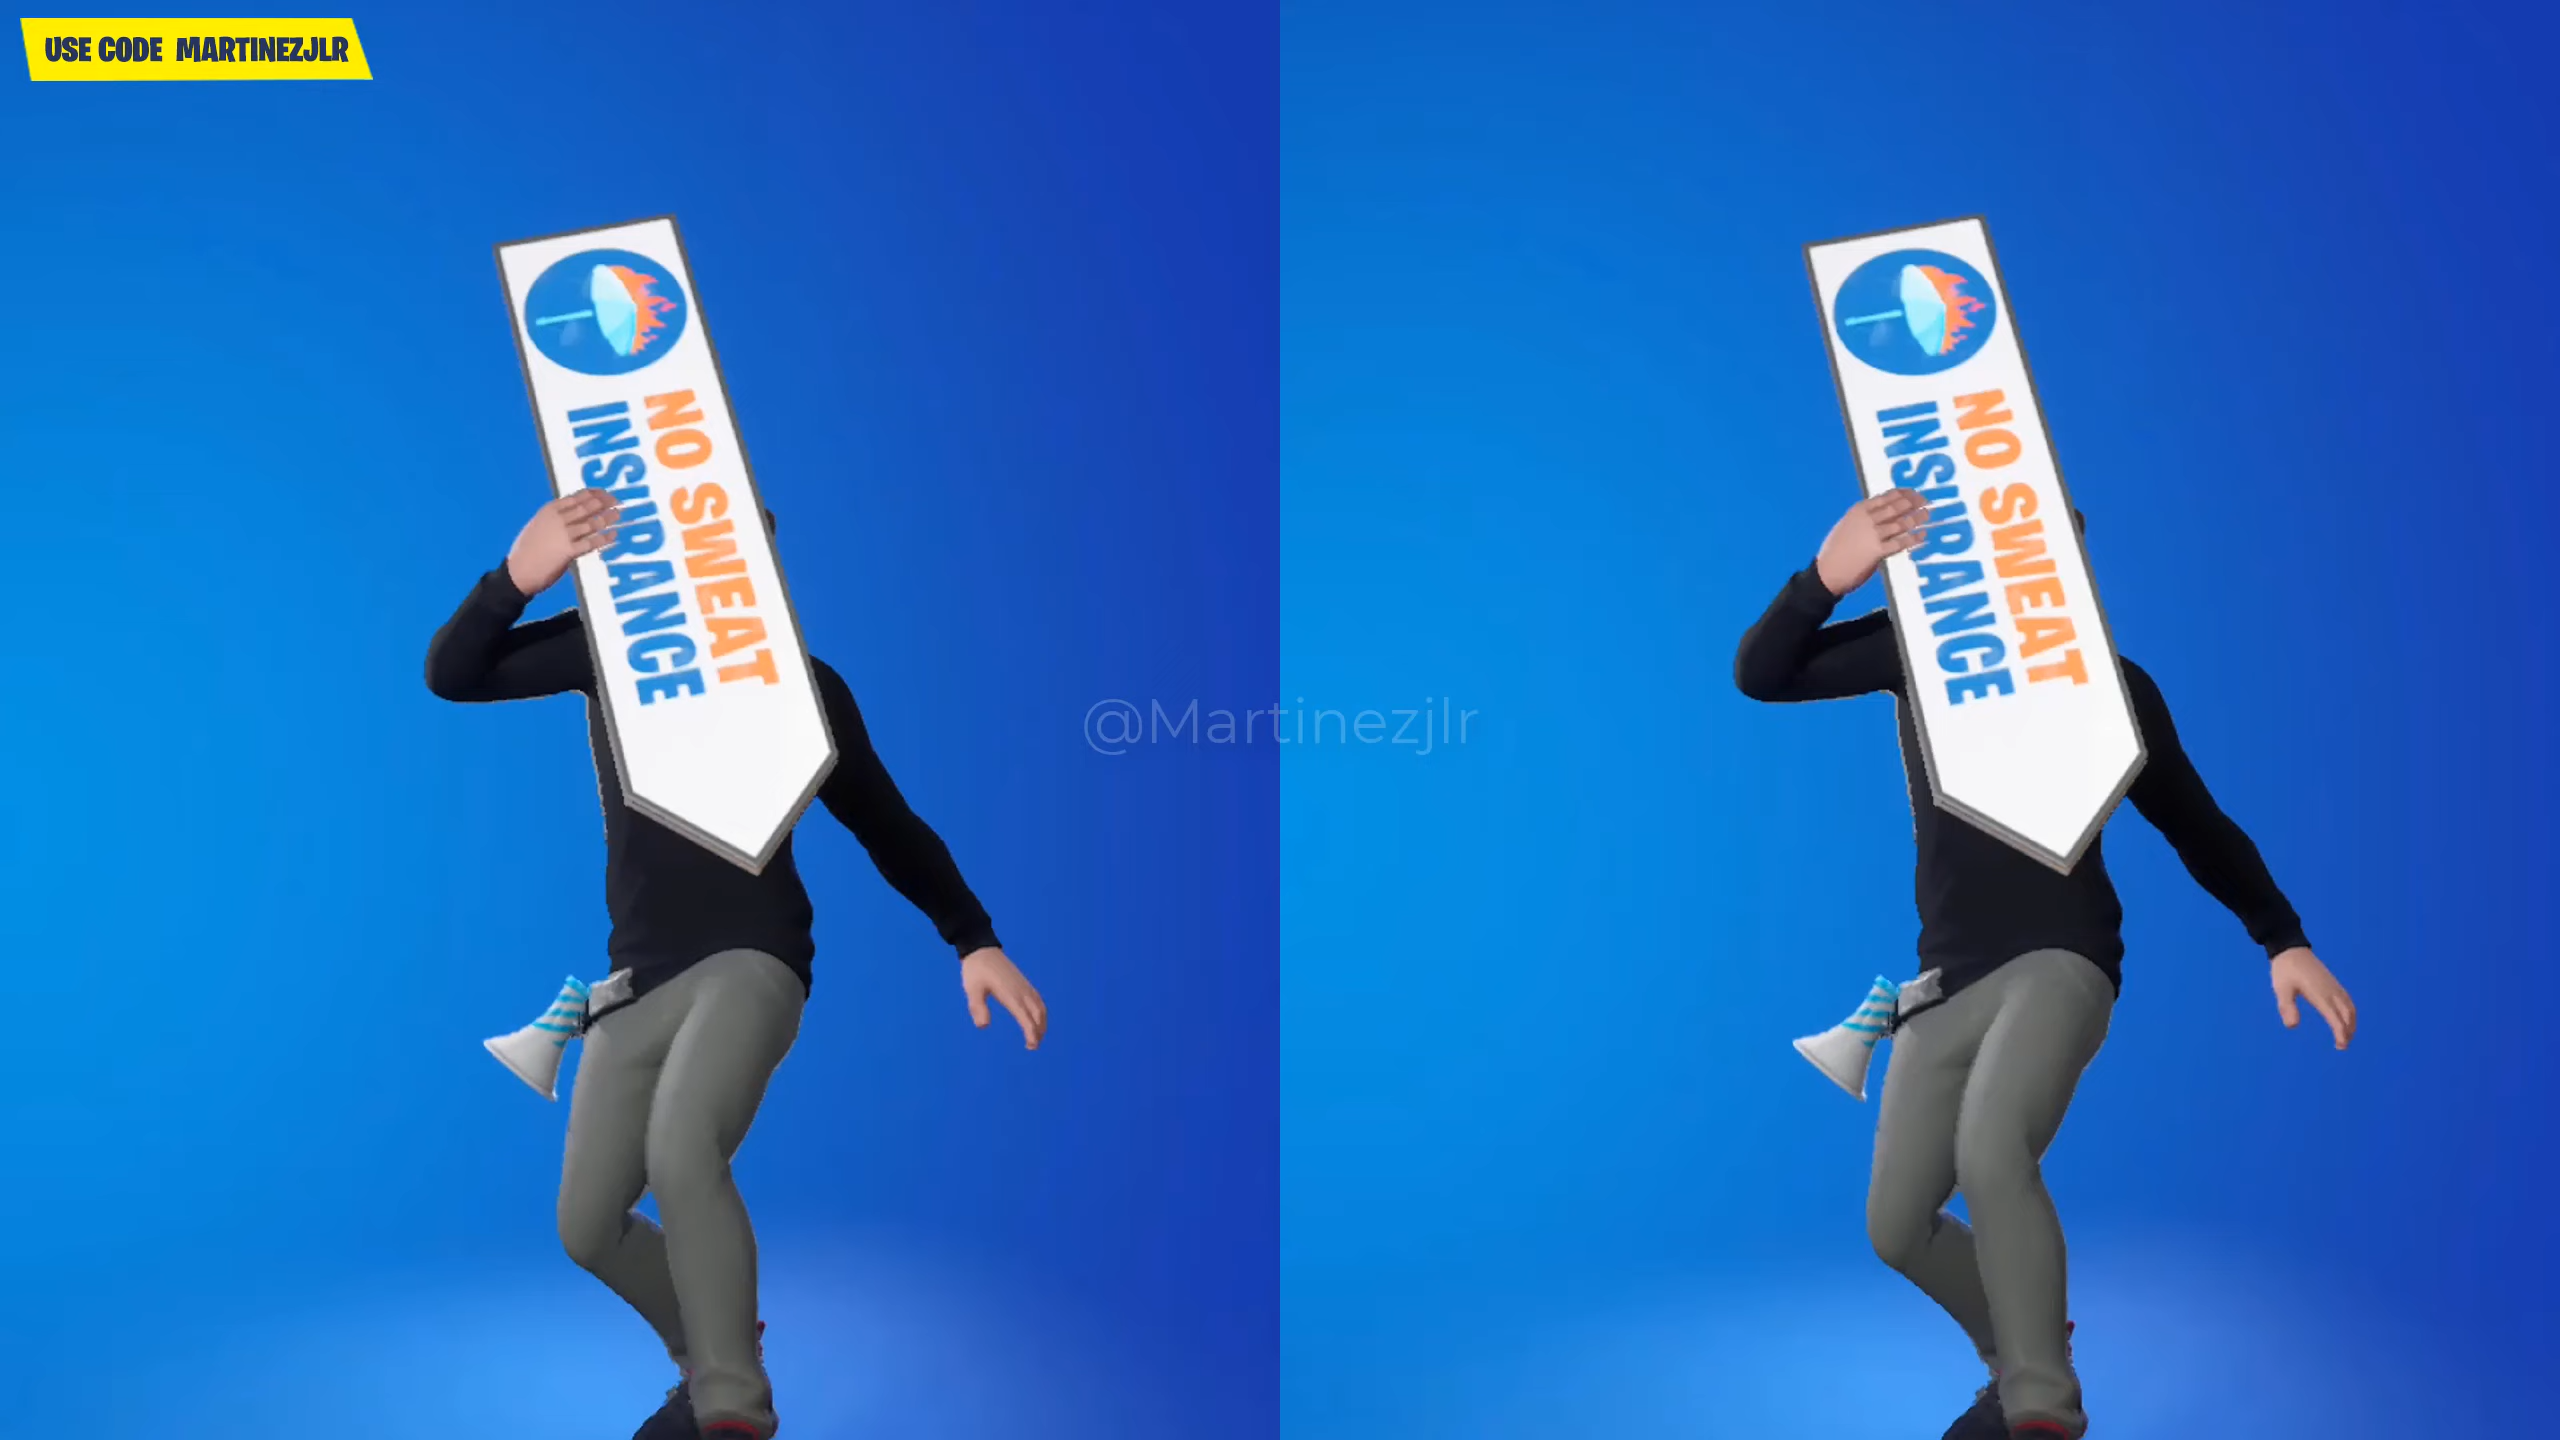 USE CODE MARTINEZJLR
NO SWEAT
INSURANCE
NO SWEAT
INSURANCE
@Martinezjlr